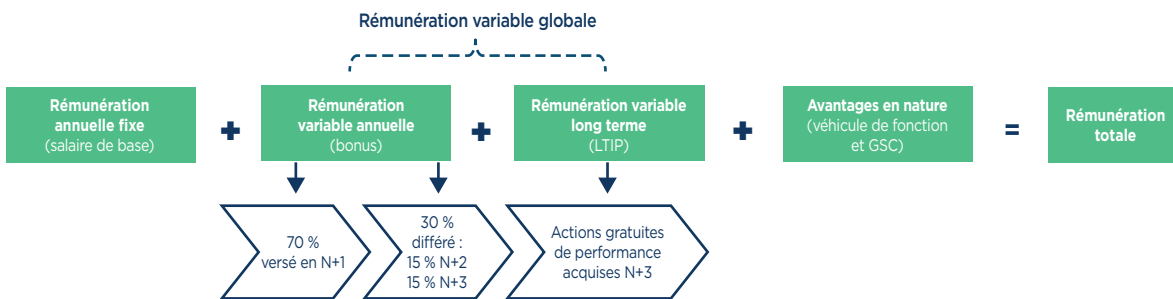 Rémunération variable globale
Rémunération
annuelle fixe
(salaire de base)
+
Rémunération
variable annuelle
(bonus)
+
Rémunération variable
long terme
(LTIP)
+
Avantages en nature
(véhicule de fonction
et GSC)
=
Rémunération
totale
70 %
versé en N+1
30 %
différé :
15 % N+2
15 % N+3
Actions gratuites
de performance
acquises N+3